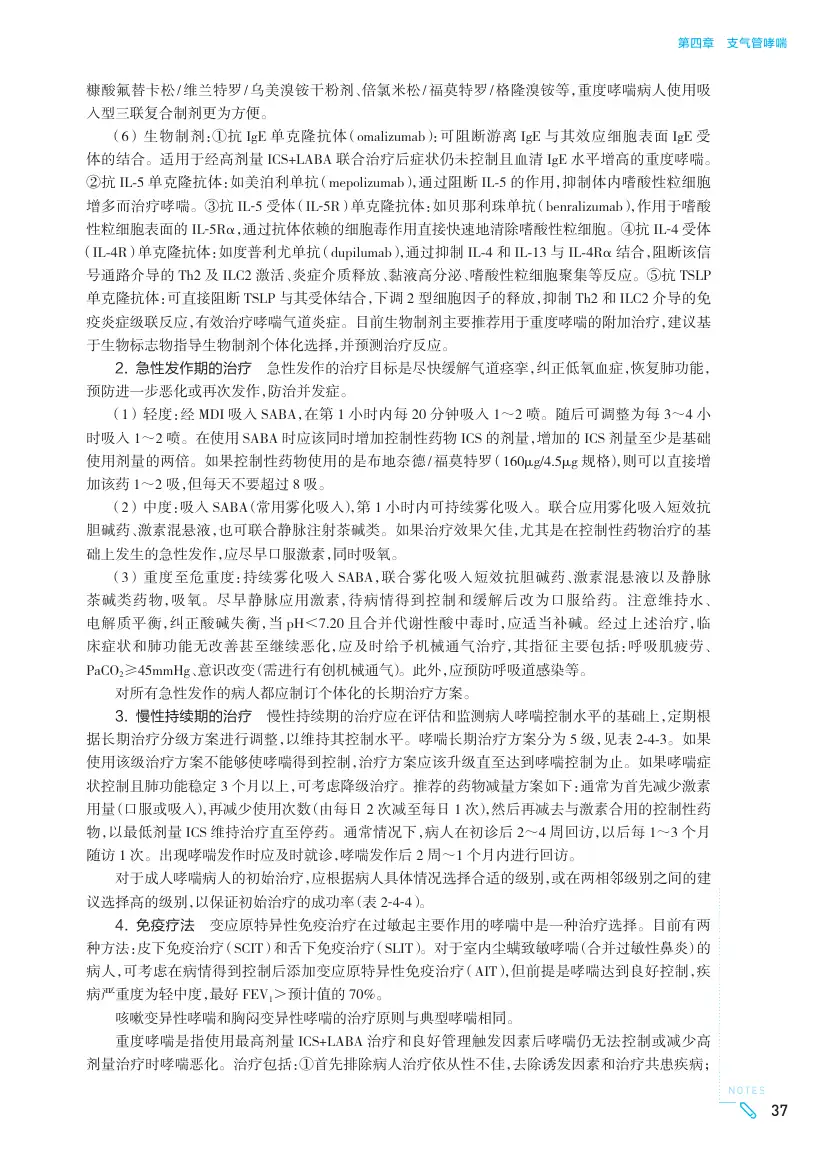 第四章 支气管哮喘
糠酸氟替卡松/维兰特罗/乌美溴铵干粉剂、倍氯米松/福莫特罗/格隆溴铵等,重度哮喘病人使用吸
入型三联复合制剂更为方便。
(6)生物制剂:①抗 IgE 单克隆抗体(omalizumab):可阻断游离 IgE 与其效应细胞表面 IgE 受
体的结合。适用于经高剂量 ICS+LABA 联合治疗后症状仍未控制且血清 IgE 水平增高的重度哮喘。
②抗 IL-5 单克隆抗体:如美泊利单抗(mepolizumab),通过阻断 IL-5 的作用,抑制体内嗜酸性粒细胞
增多而治疗哮喘。③抗 IL-5 受体(IL-5R)单克隆抗体:如贝那利珠单抗(benralizumab),作用于嗜酸
性粒细胞表面的 IL-5Rα,通过抗体依赖的细胞毒作用直接快速地清除嗜酸性粒细胞。④抗 IL-4 受体
(IL-4R)单克隆抗体:如度普利尤单抗(dupilumab),通过抑制 IL-4 和 IL-13 与 IL-4Rα 结合,阻断该信
号通路介导的 Th2 及 ILC2 激活、炎症介质释放、黏液高分泌、嗜酸性粒细胞聚集等反应。⑤抗 TSLP
单克隆抗体:可直接阻断 TSLP 与其受体结合,下调 2 型细胞因子的释放,抑制 Th2 和 ILC2 介导的免
疫炎症级联反应,有效治疗哮喘气道炎症。目前生物制剂主要推荐用于重度哮喘的附加治疗,建议基
于生物标志物指导生物制剂个体化选择,并预测治疗反应。
2. 急性发作期的治疗 急性发作的治疗目标是尽快缓解气道痉挛,纠正低氧血症,恢复肺功能,
预防进一步恶化或再次发作,防治并发症。
(1)轻度:经 MDI 吸入 SABA,在第 1 小时内每 20 分钟吸入 1~2 喷。随后可调整为每 3~4 小
时吸入 1~2 喷。在使用 SABA 时应该同时增加控制性药物 ICS 的剂量,增加的 ICS 剂量至少是基础
使用剂量的两倍。如果控制性药物使用的是布地奈德/福莫特罗(160μg/4.5μg 规格),则可以直接增
加该药 1~2 吸,但每天不要超过 8 吸。
(2)中度:吸入 SABA(常用雾化吸入),第 1 小时内可持续雾化吸入。联合应用雾化吸入短效抗
胆碱药、激素混悬液,也可联合静脉注射茶碱类。如果治疗效果欠佳,尤其是在控制性药物治疗的基
础上发生的急性发作,应尽早口服激素,同时吸氧。
(3)重度至危重度:持续雾化吸入 SABA,联合雾化吸入短效抗胆碱药、激素混悬液以及静脉
茶碱类药物,吸氧。尽早静脉应用激素,待病情得到控制和缓解后改为口服给药。注意维持水、
电解质平衡,纠正酸碱失衡,当 pH<7.20 且合并代谢性酸中毒时,应适当补碱。经过上述治疗,临
床症状和肺功能无改善甚至继续恶化,应及时给予机械通气治疗,其指征主要包括:呼吸肌疲劳、
PaCO₂≥45mmHg、意识改变(需进行有创机械通气)。此外,应预防呼吸道感染等。
对所有急性发作的病人都应制订个体化的长期治疗方案。
3. 慢性持续期的治疗 慢性持续期的治疗应在评估和监测病人哮喘控制水平的基础上,定期根
据长期治疗分级方案进行调整,以维持其控制水平。哮喘长期治疗方案分为 5 级,见表 2-4-3。如果
使用该级治疗方案不能够使哮喘得到控制,治疗方案应该升级直至达到哮喘控制为止。如果哮喘症
状控制且肺功能稳定 3 个月以上,可考虑降级治疗。推荐的药物减量方案如下:通常为首先减少激素
用量(口服或吸入),再减少使用次数(由每日 2 次减至每日 1 次),然后再减去与激素合用的控制性药
物,以最低剂量 ICS 维持治疗直至停药。通常情况下,病人在初诊后 2~4 周回访,以后每 1~3 个月
随访 1 次。出现哮喘发作时应及时就诊,哮喘发作后 2 周~1 个月内进行回访。
对于成人哮喘病人的初始治疗,应根据病人具体情况选择合适的级别,或在两相邻级别之间的建
议选择高的级别,以保证初始治疗的成功率(表 2-4-4)。
4. 免疫疗法 变应原特异性免疫治疗在过敏起主要作用的哮喘中是一种治疗选择。目前有两
种方法:皮下免疫治疗(SCIT)和舌下免疫治疗(SLIT)。对于室内尘螨致敏哮喘(合并过敏性鼻炎)的
病人,可考虑在病情得到控制后添加变应原特异性免疫治疗(AIT),但前提是哮喘达到良好控制,疾
病严重度为轻中度,最好 FEV₁>预计值的 70%。
咳嗽变异性哮喘和胸闷变异性哮喘的治疗原则与典型哮喘相同。
重度哮喘是指使用最高剂量 ICS+LABA 治疗和良好管理触发因素后哮喘仍无法控制或减少高
剂量治疗时哮喘恶化。治疗包括:①首先排除病人治疗依从性不佳,去除诱发因素和治疗共患疾病;
NOTES
37